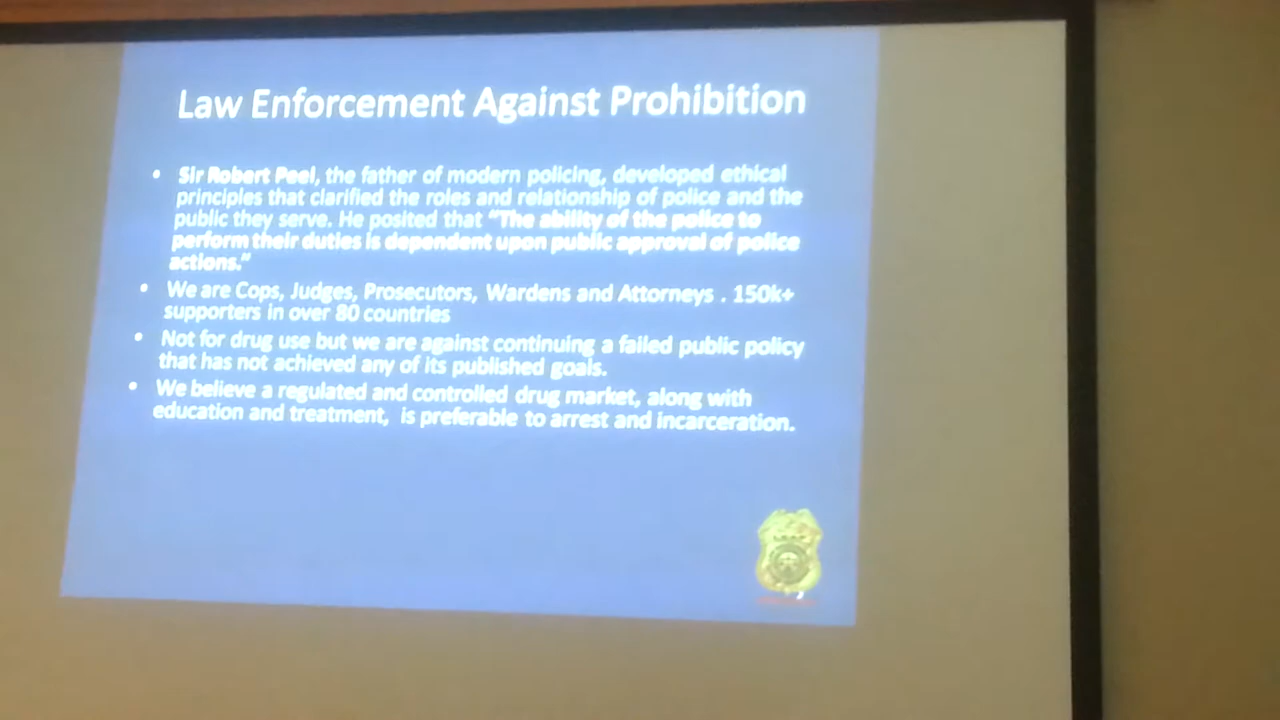 Law Enforcement Against Prohibition
• Sir Robert Peel, the father of modern policing, developed ethical
principles that clarified the roles and relationship of police and the
public they serve. He posited that "The ability of the police to
perform their duties is dependent upon public approval of police
actions."
• We are Cops, Judges, Prosecutors, Wardens and Attorneys . 150k+
supporters in over 80 countries
• Not for drug use but we are against continuing a failed public policy
that has not achieved any of its published goals.
• We believe a regulated and controlled drug market, along with
education and treatment, is preferable to arrest and incarceration.